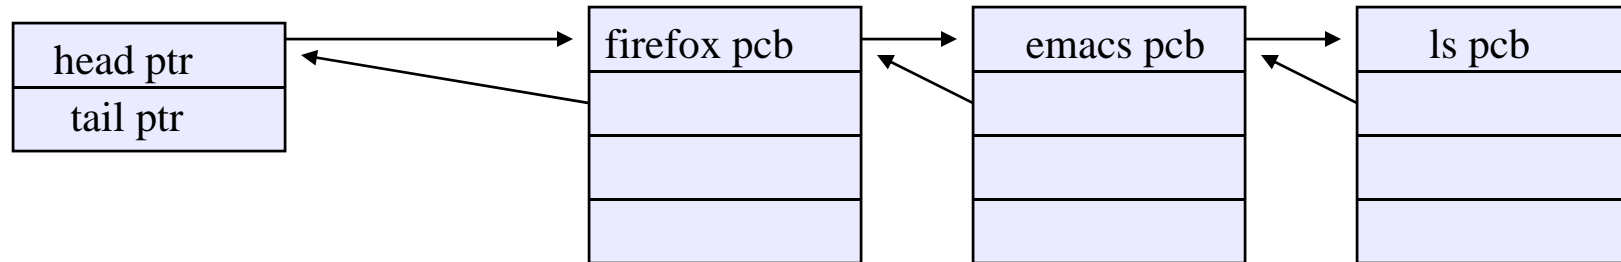 head ptr
tail ptr
firefox pcb
emacs pcb
ls pcb